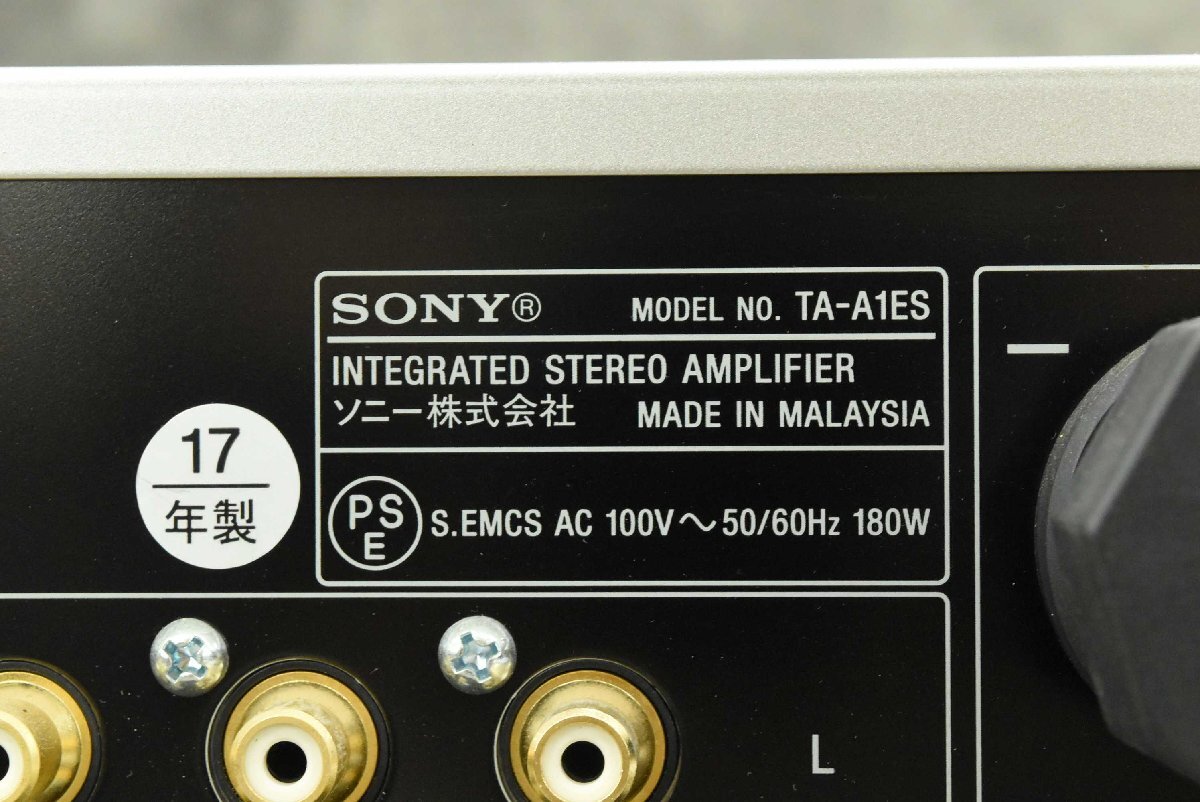 SONY® MODEL NO. TA-A1ES
INTEGRATED STEREO AMPLIFIER
ソニー株式会社 MADE IN MALAYSIA
PSE S.EMCS AC 100V～50/60Hz 180W
17
年製
−
L